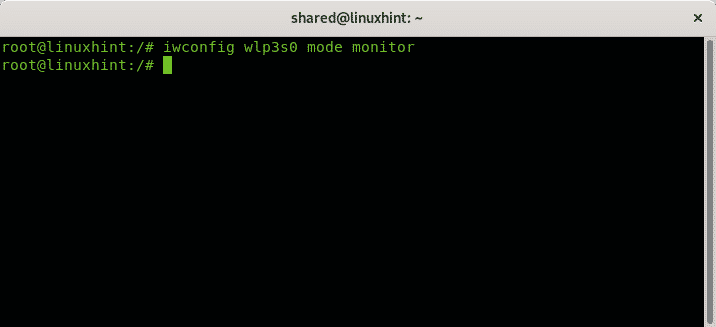 shared@linuxhint: ~
root@linuxhint:/# iwconfig wlp3s0 mode monitor
root@linuxhint:/#